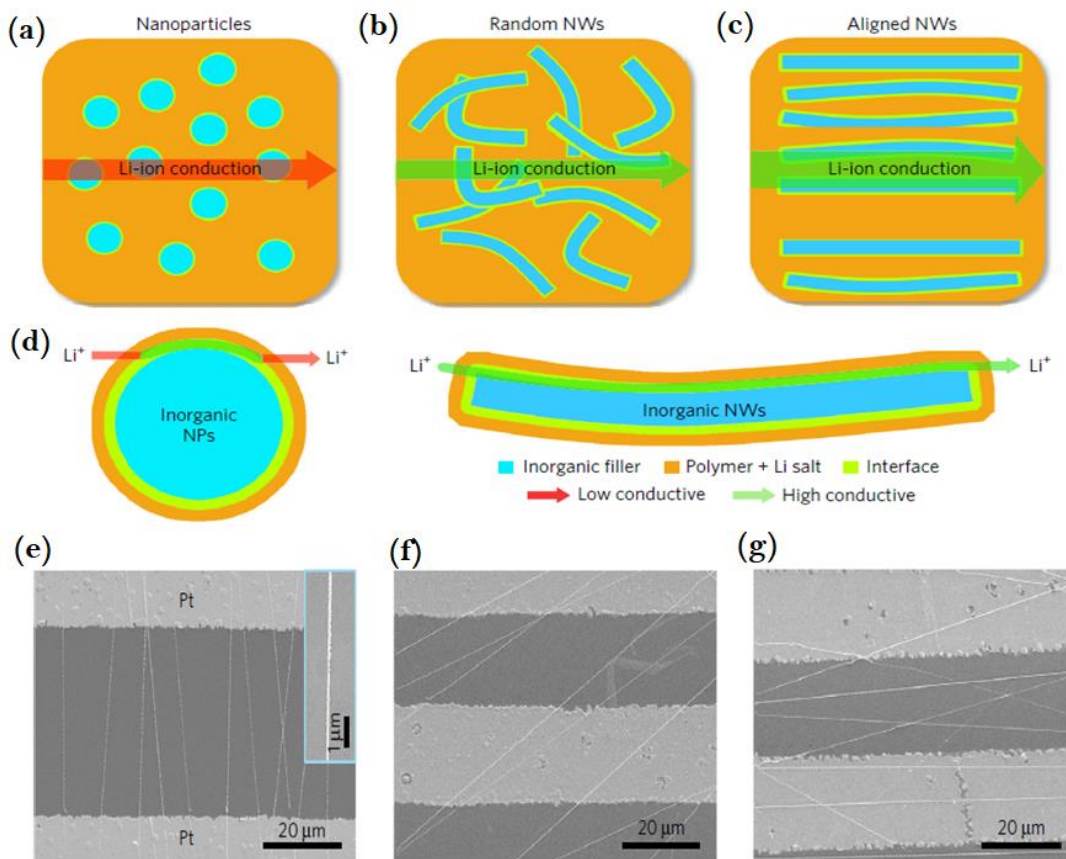 (a) Nanoparticles
(b) Random NWs
(c) Aligned NWs
Li-ion conduction
Li-ion conduction
Li-ion conduction
(d)
Li⁺
Li⁺
Inorganic
NPs
Li⁺
Li⁺
Inorganic NWs
Inorganic filler
Polymer + Li salt
Interface
Low conductive
High conductive
(e)
Pt
1 μm
Pt
20 μm
(f)
20 μm
(g)
20 μm